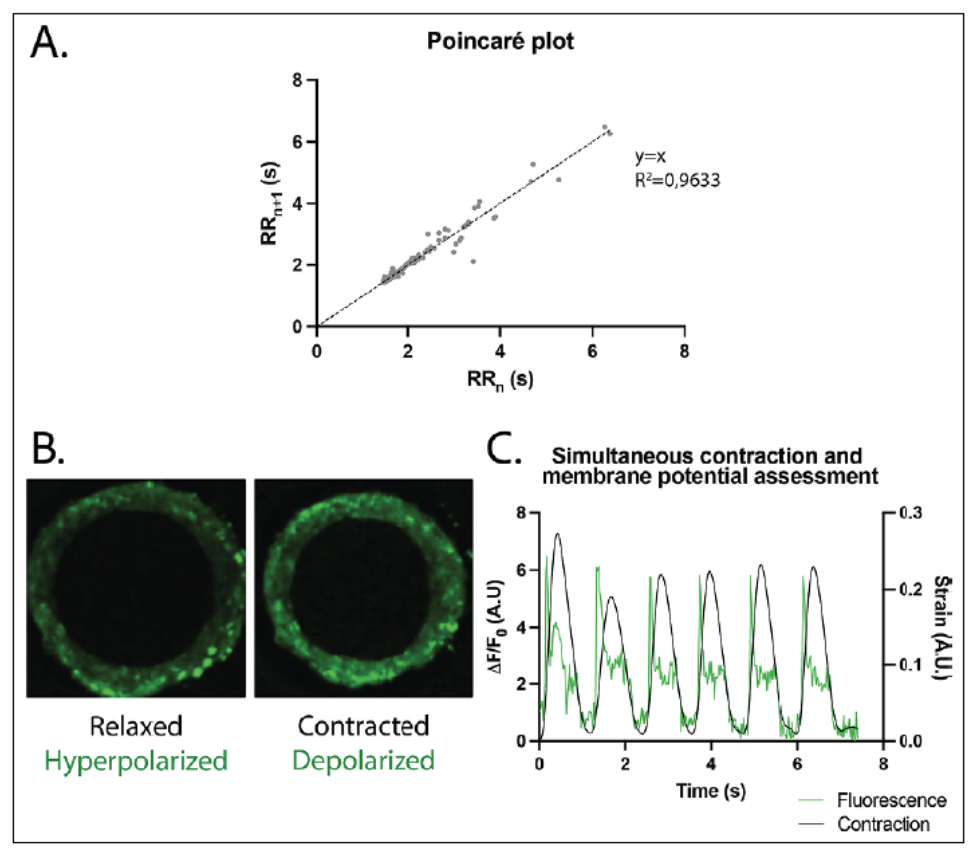 A.
Poincaré plot
8
6
4
2
0
RRn+1 (s)
y=x
R²=0,9633
0 2 4 6 8
RRn (s)
B.
Relaxed
Hyperpolarized
Contracted
Depolarized
C.
Simultaneous contraction and
membrane potential assessment
8
6
4
2
0
ΔF/F0 (A.U)
0.3
0.2
0.1
0.0
S̄train (A.U.)
0 2 4 6 8
Time (s)
Fluorescence
Contraction